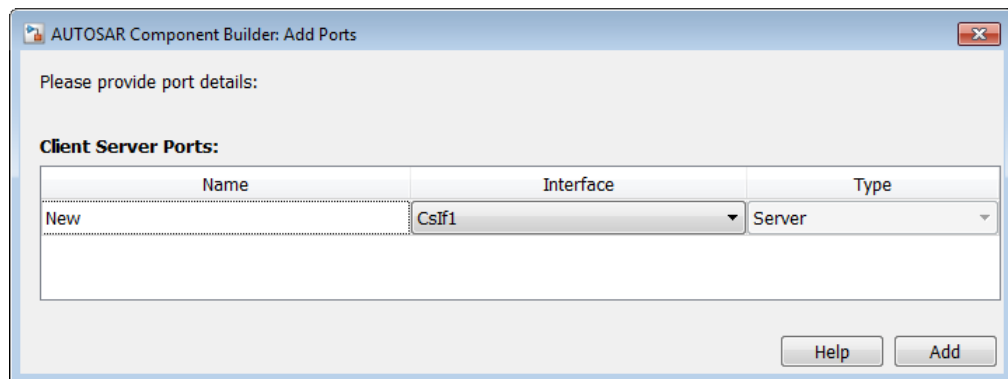 AUTOSAR Component Builder: Add Ports
Please provide port details:
Client Server Ports:
Name Interface Type
New CsIf1 Server
Help Add